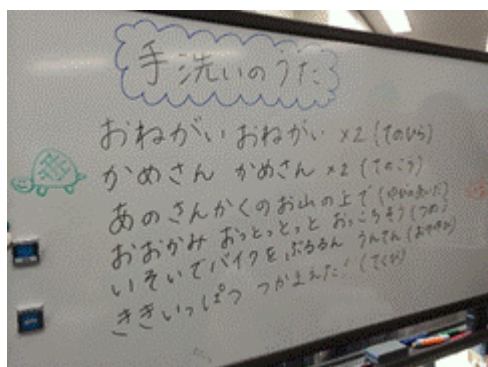 手洗いのうた
おねがい おねがい ×2 (てのひら)
かめさん かめさん ×2 (てのこう)
あのさんかくのお山の上で (ゆびのあいだ)
おおかみ おっとっとっと おっこちそう (つめ)
いそいでバイクを ぶるるん うんてん (おやゆび)
ききいっぱつ つかまえた! (てくび)